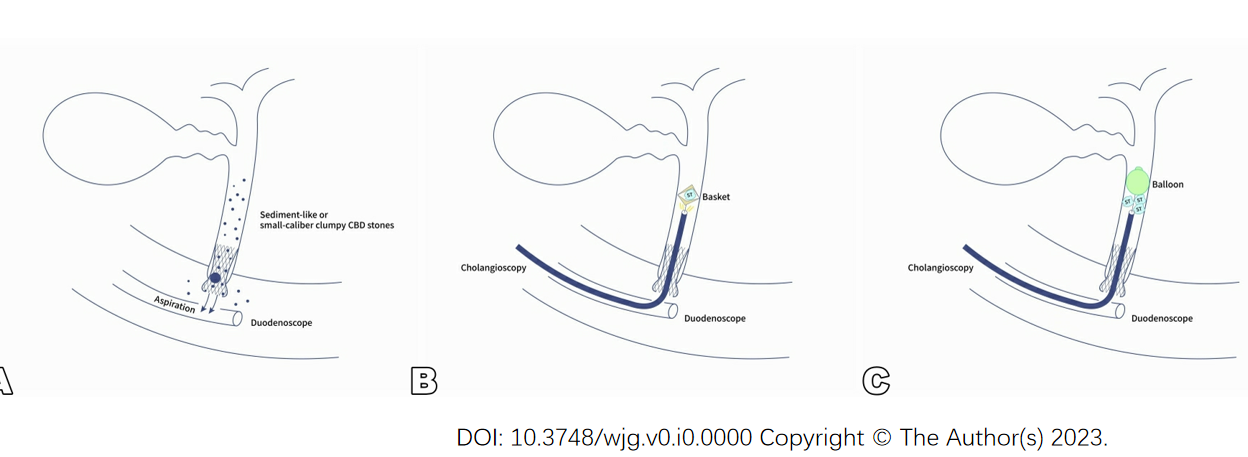 Sediment-like or
small-caliber clumpy CBD stones
Aspiration
Duodenoscope
A
ST
Basket
Cholangioscopy
Duodenoscope
B
Balloon
ST
ST
ST
Cholangioscopy
Duodenoscope
C
DOI: 10.3748/wjg.v0.i0.0000 Copyright © The Author(s) 2023.